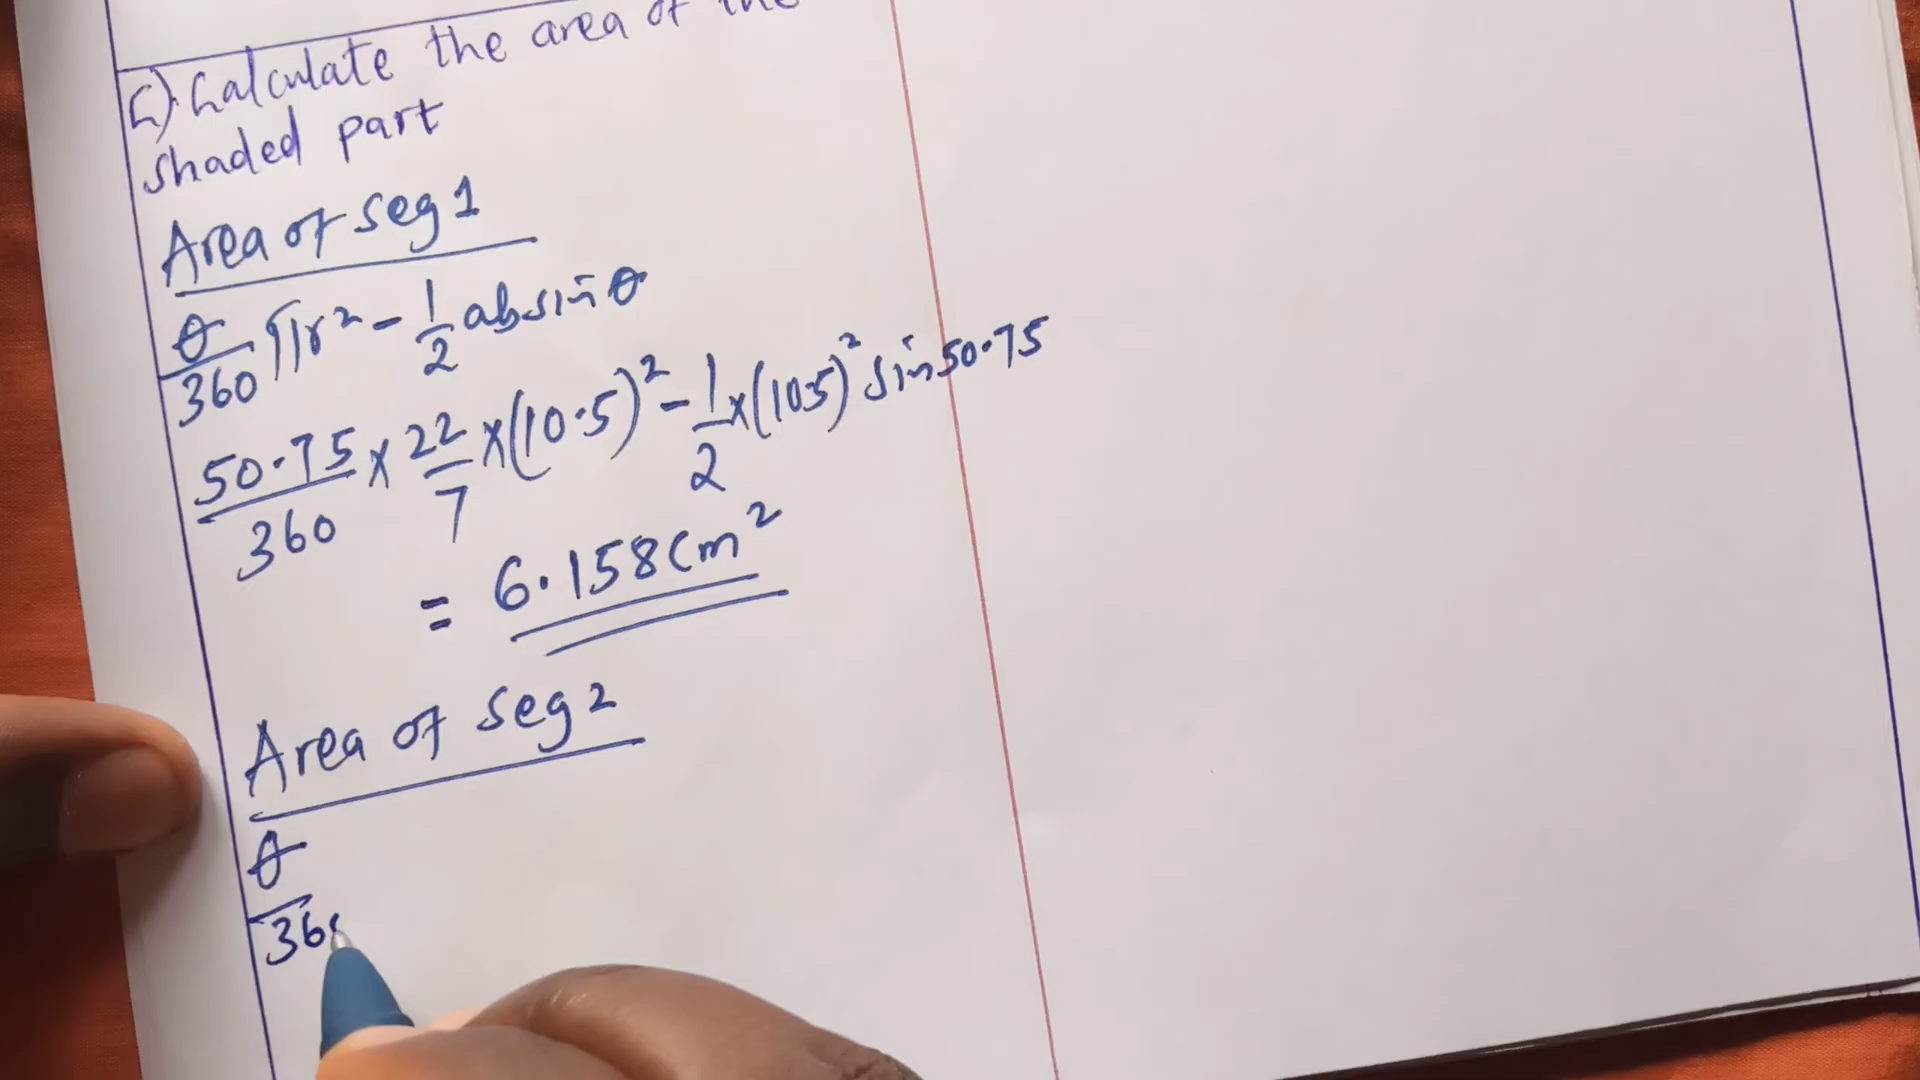 C). Calculate the area of the
shaded part
Area of seg 1
θ/360 πr² - 1/2 absinθ
50.75/360 x 22/7 x (10.5)² - 1/2 x (10.5)² sin 50.75
= 6.158cm²
Area of seg 2
θ/360